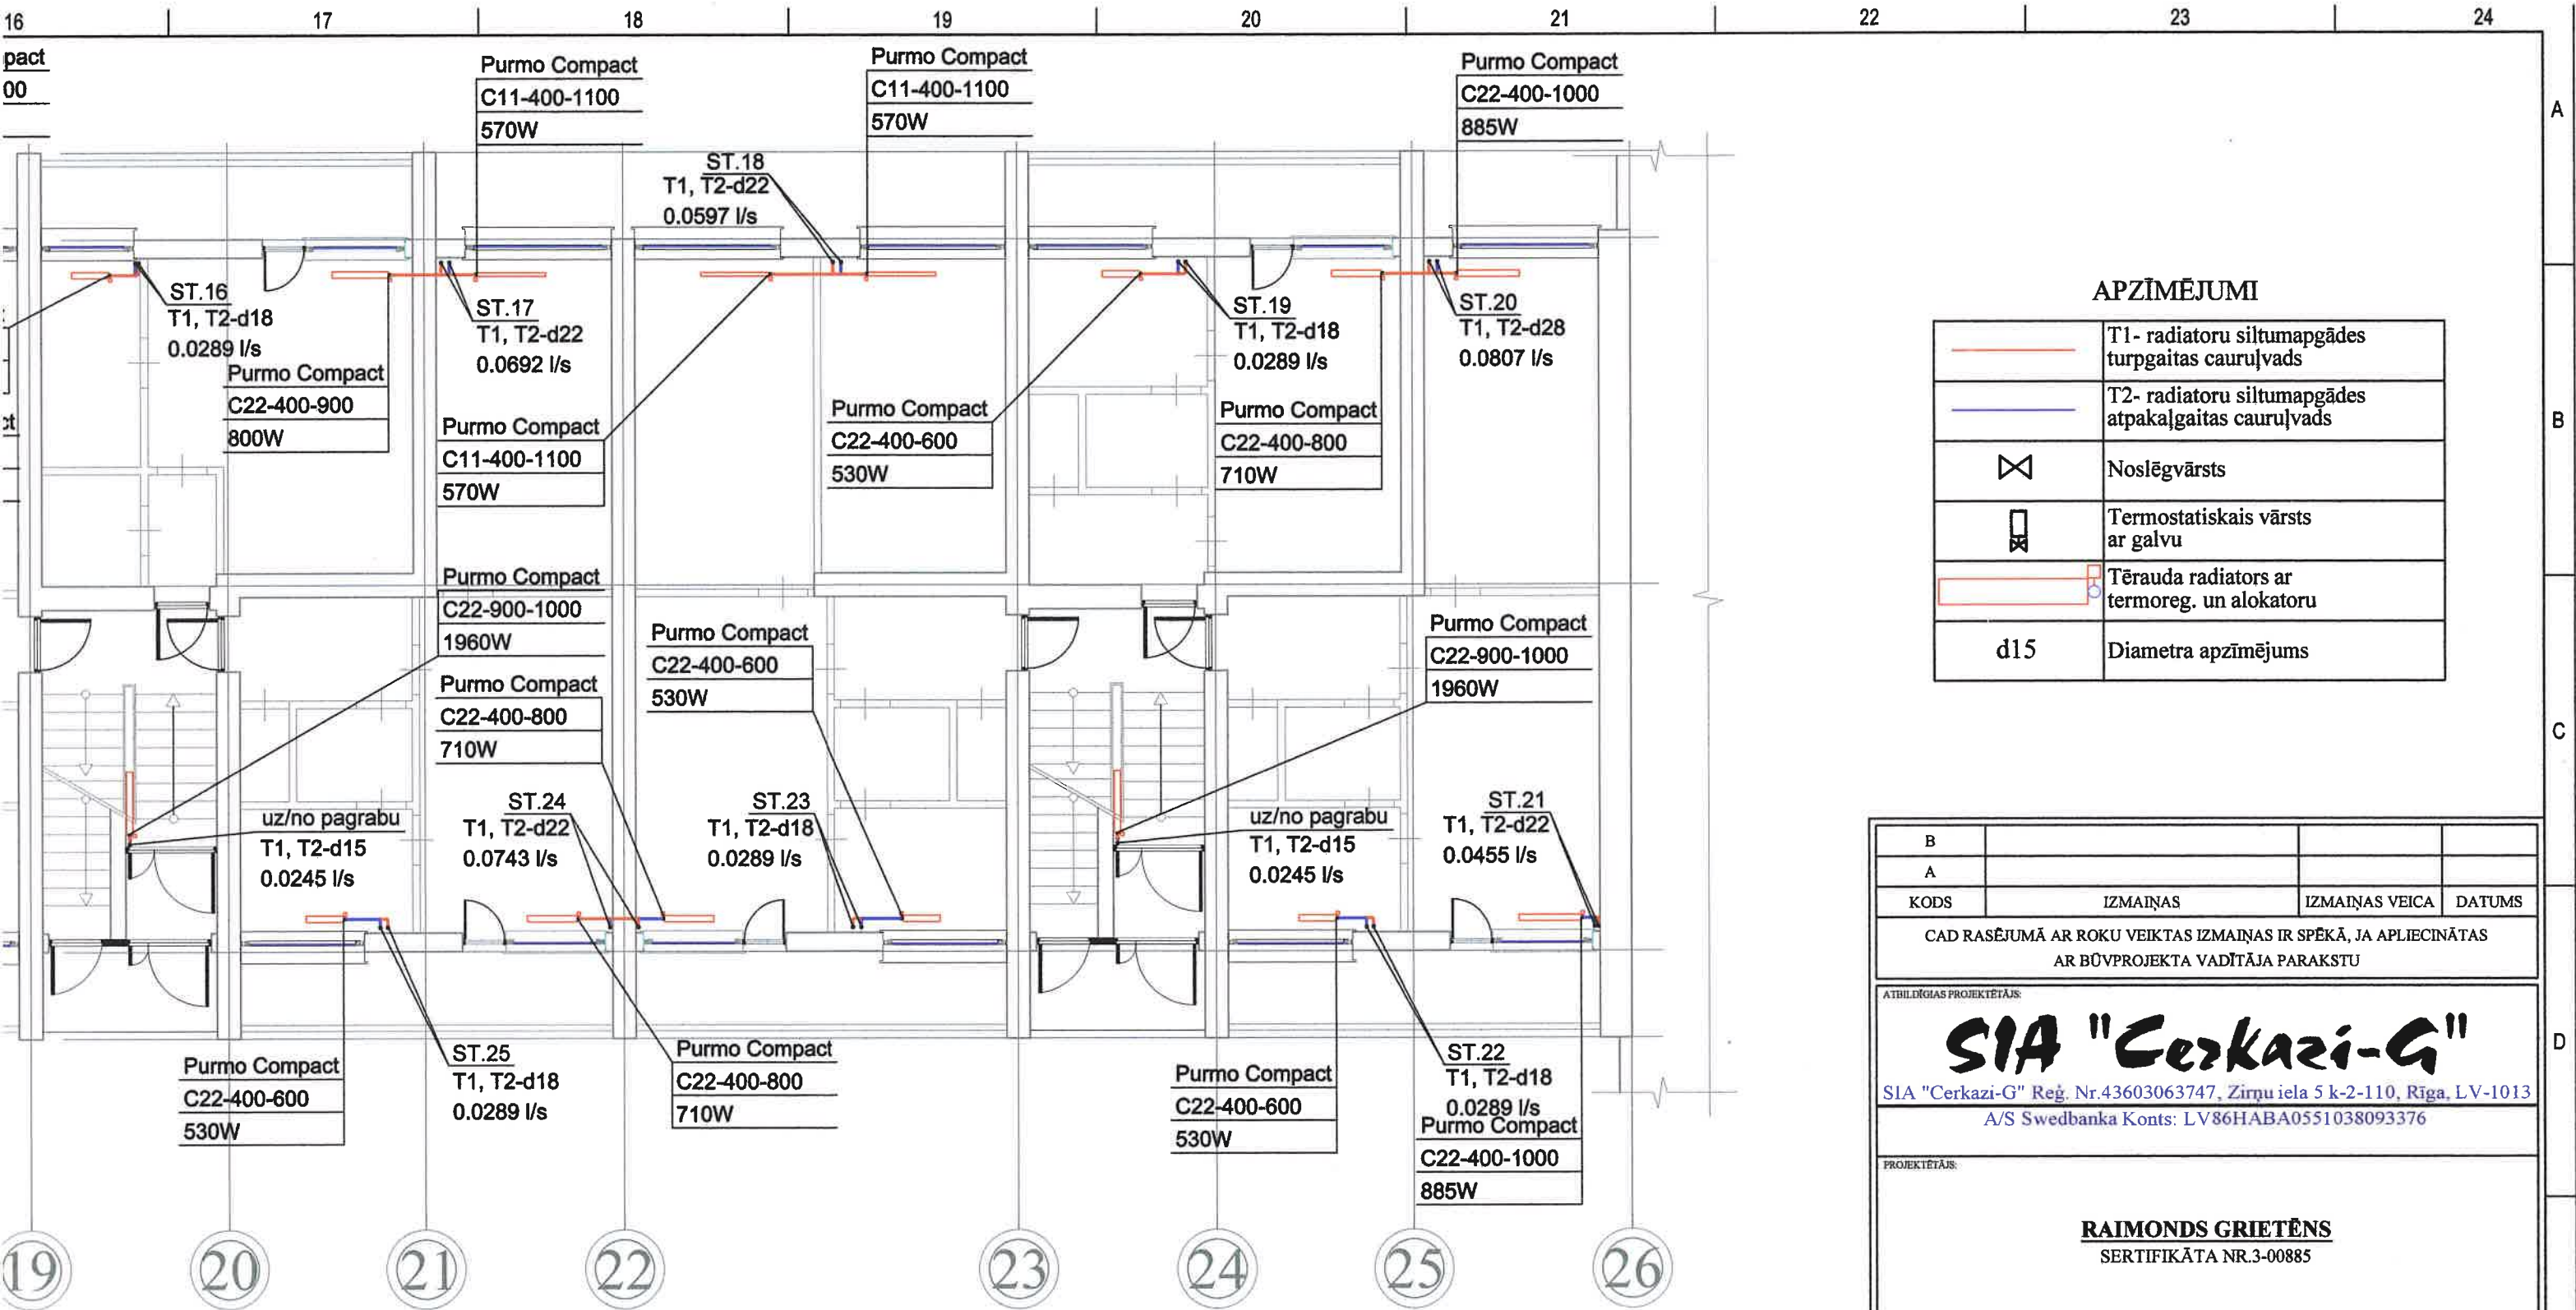 16 17 18 19 20 21 22 23 24
pact
00
Purmo Compact
C11-400-1100
570W
Purmo Compact
C11-400-1100
570W
Purmo Compact
C22-400-1000
885W
A
ST.18
T1, T2-d22
0.0597 l/s
ST.16
T1, T2-d18
0.0289 l/s
Purmo Compact
C22-400-900
800W
ST.17
T1, T2-d22
0.0692 l/s
Purmo Compact
C11-400-1100
570W
ST.19
T1, T2-d18
0.0289 l/s
Purmo Compact
C22-400-600
530W
ST.20
T1, T2-d28
0.0807 l/s
Purmo Compact
C22-400-800
710W
ct
APZĪMĒJUMI
T1- radiatoru siltumapgādes
turpgaitas cauruļvads
T2- radiatoru siltumapgādes
atpakaļgaitas cauruļvads
Noslēgvārsts
Termostatiskais vārsts
ar galvu
Tērauda radiators ar
termoreg. un alokatoru
d15 Diametra apzīmējums
B
Purmo Compact
C22-900-1000
1960W
Purmo Compact
C22-400-800
710W
Purmo Compact
C22-400-600
530W
Purmo Compact
C22-900-1000
1960W
C
uz/no pagrabu
T1, T2-d15
0.0245 l/s
ST.24
T1, T2-d22
0.0743 l/s
ST.23
T1, T2-d18
0.0289 l/s
uz/no pagrabu
T1, T2-d15
0.0245 l/s
ST.21
T1, T2-d22
0.0455 l/s
Purmo Compact
C22-400-600
530W
ST.25
T1, T2-d18
0.0289 l/s
Purmo Compact
C22-400-800
710W
Purmo Compact
C22-400-600
530W
ST.22
T1, T2-d18
0.0289 l/s
Purmo Compact
C22-400-1000
885W
19 20 21 22 23 24 25 26
B
A
KODS IZMAIŅAS IZMAIŅAS VEICA DATUMS
CAD RASĒJUMĀ AR ROKU VEIKTAS IZMAIŅAS IR SPĒKĀ, JA APLIECINĀTAS
AR BŪVPROJEKTA VADĪTĀJA PARAKSTU
ATBILDĪGIAS PROJEKTĒTĀJS:
SIA "Cerkazi-G"
SIA "Cerkazi-G" Reģ. Nr.43603063747, Zirņu iela 5 k-2-110, Rīga, LV-1013
A/S Swedbanka Konts: LV86HABA0551038093376
D
PROJEKTĒTĀJS:
RAIMONDS GRIETĒNS
SERTIFIKĀTA NR.3-00885